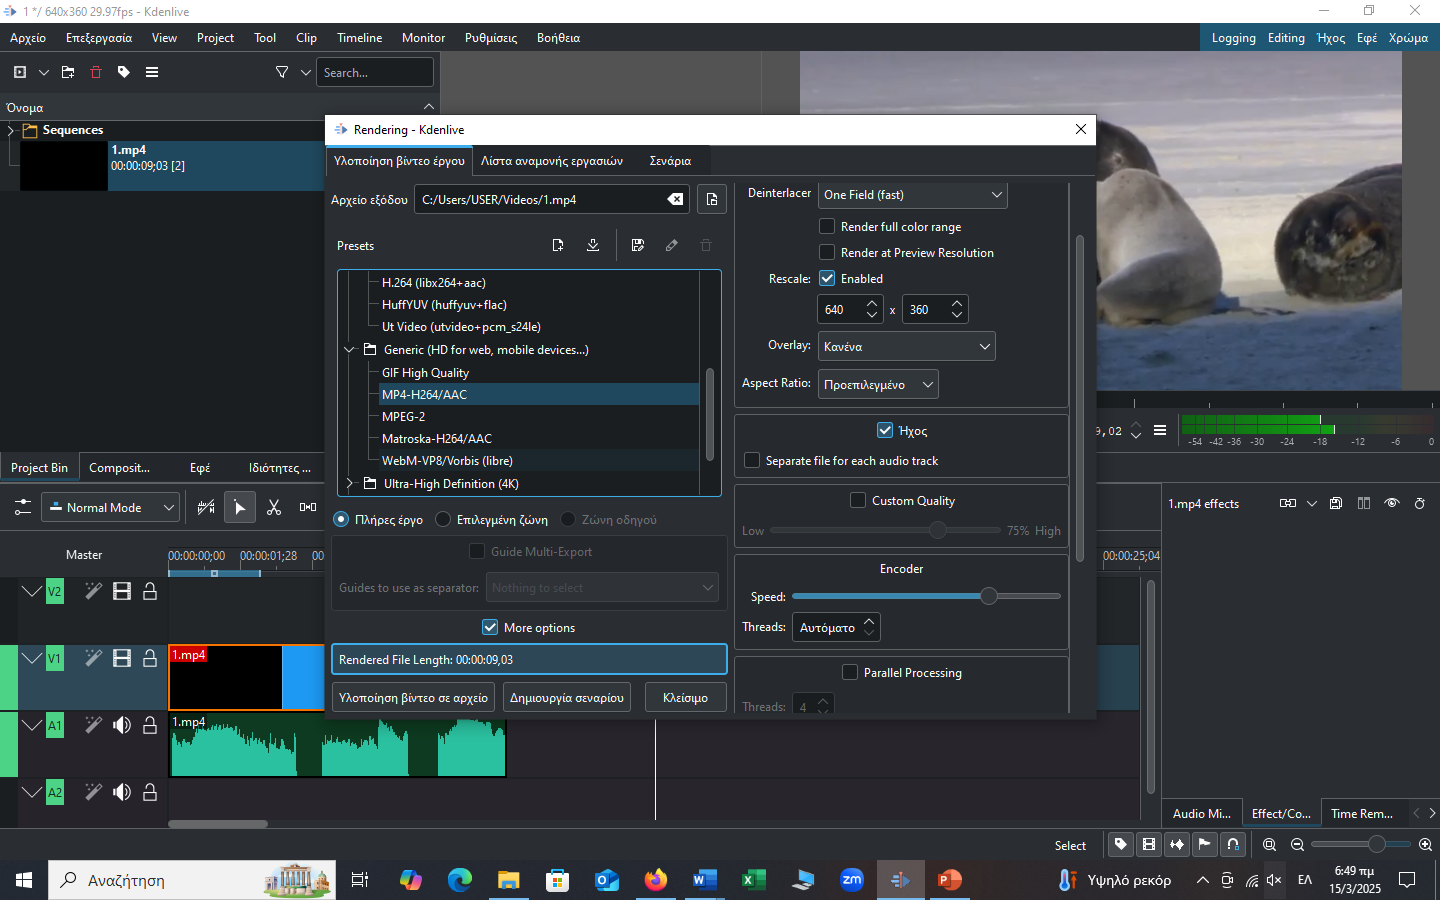 1 */ 640x360 29.97fps - Kdenlive
Αρχείο Επεξεργασία View Project Tool Clip Timeline Monitor Ρυθμίσεις Βοήθεια
Logging Editing Ήχος Εφέ Χρώμα
Search...
Όνομα
Sequences
1.mp4
00:00:09;03 [2]
Rendering - Kdenlive
Υλοποίηση βίντεο έργου Λίστα αναμονής εργασιών Σενάρια
Αρχείο εξόδου C:/Users/USER/Videos/1.mp4
Presets
H.264 (libx264+aac)
HuffYUV (huffyuv+flac)
Ut Video (utvideo+pcm_s24le)
Generic (HD for web, mobile devices...)
GIF High Quality
MP4-H264/AAC
MPEG-2
Matroska-H264/AAC
WebM-VP8/Vorbis (libre)
Ultra-High Definition (4K)
Πλήρες έργο Επιλεγμένη ζώνη Ζώνη οδηγού
Guide Multi-Export
Guides to use as separator: Nothing to select
More options
Rendered File Length: 00:00:09,03
Υλοποίηση βίντεο σε αρχείο Δημιουργία σεναρίου Κλείσιμο
Deinterlacer One Field (fast)
Render full color range
Render at Preview Resolution
Rescale: Enabled
640 x 360
Overlay: Κανένα
Aspect Ratio: Προεπιλεγμένο
Ήχος
Separate file for each audio track
Custom Quality
Low 75% High
Encoder
Speed:
Threads: Αυτόματο
Parallel Processing
Threads: 4
9,02
-54 -42 -36 -30 -24 -18 -12 -6 0
Project Bin Composit... Εφέ Ιδιότητες ...
Normal Mode
1.mp4 effects
Master 00:00:00;00 00:00:01;28 00 00:00:25;04
V2
V1 1.mp4
A1 1.mp4
A2
Audio Mi... Effect/Co... Time Rem...
Select
Αναζήτηση
zm
Υψηλό ρεκόρ
ΕΛ
6:49 πμ
15/3/2025